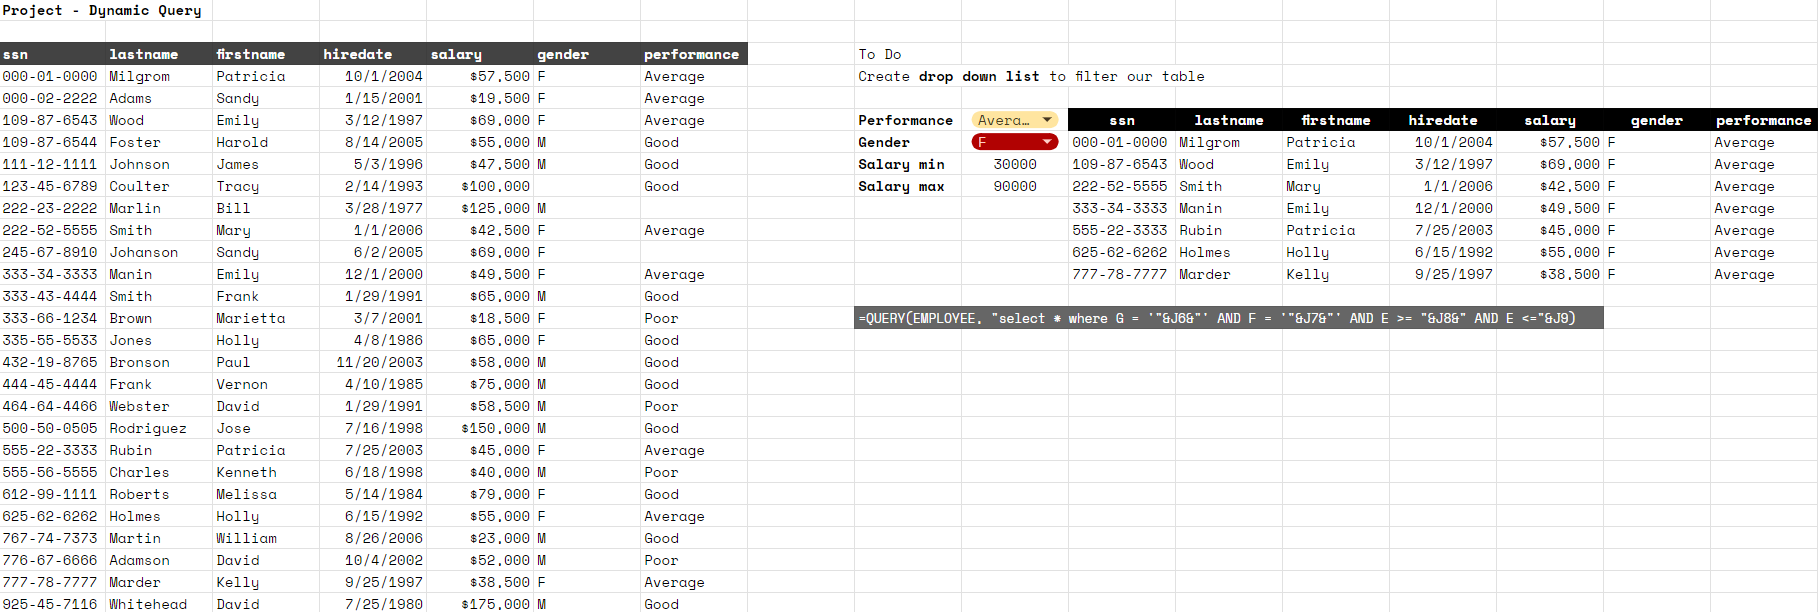 Project - Dynamic Query
ssn lastname firstname hiredate salary gender performance To Do
000-01-0000 Milgrom Patricia 10/1/2004 $57,500 F Average Create drop down list to filter our table
000-02-2222 Adams Sandy 1/15/2001 $19,500 F Average
109-87-6543 Wood Emily 3/12/1997 $69,000 F Average Performance Avera... ssn lastname firstname hiredate salary gender performance
109-87-6544 Foster Harold 8/14/2005 $55,000 M Good Gender F 000-01-0000 Milgrom Patricia 10/1/2004 $57,500 F Average
111-12-1111 Johnson James 5/3/1996 $47,500 M Good Salary min 30000 109-87-6543 Wood Emily 3/12/1997 $69,000 F Average
123-45-6789 Coulter Tracy 2/14/1993 $100,000 Good Salary max 90000 222-52-5555 Smith Mary 1/1/2006 $42,500 F Average
222-23-2222 Marlin Bill 3/28/1977 $125,000 M 333-34-3333 Manin Emily 12/1/2000 $49,500 F Average
222-52-5555 Smith Mary 1/1/2006 $42,500 F Average 555-22-3333 Rubin Patricia 7/25/2003 $45,000 F Average
245-67-8910 Johanson Sandy 6/2/2005 $69,000 F 625-62-6262 Holmes Holly 6/15/1992 $55,000 F Average
333-34-3333 Manin Emily 12/1/2000 $49,500 F Average 777-78-7777 Marder Kelly 9/25/1997 $38,500 F Average
333-43-4444 Smith Frank 1/29/1991 $65,000 M Good
333-66-1234 Brown Marietta 3/7/2001 $18,500 F Poor =QUERY(EMPLOYEE, "select * where G = '"&J6&"' AND F = '"&J7&"' AND E >= "&J8&" AND E <="&J9)
335-55-5533 Jones Holly 4/8/1986 $65,000 F Good
432-19-8765 Bronson Paul 11/20/2003 $58,000 M Good
444-45-4444 Frank Vernon 4/10/1985 $75,000 M Good
464-64-4466 Webster David 1/29/1991 $58,500 M Poor
500-50-0505 Rodriguez Jose 7/16/1998 $150,000 M Good
555-22-3333 Rubin Patricia 7/25/2003 $45,000 F Average
555-56-5555 Charles Kenneth 6/18/1998 $40,000 M Poor
612-99-1111 Roberts Melissa 5/14/1984 $79,000 F Good
625-62-6262 Holmes Holly 6/15/1992 $55,000 F Average
767-74-7373 Martin William 8/26/2006 $23,000 M Good
776-67-6666 Adamson David 10/4/2002 $52,000 M Poor
777-78-7777 Marder Kelly 9/25/1997 $38,500 F Average
925-45-7116 Whitehead David 7/25/1980 $175,000 M Good